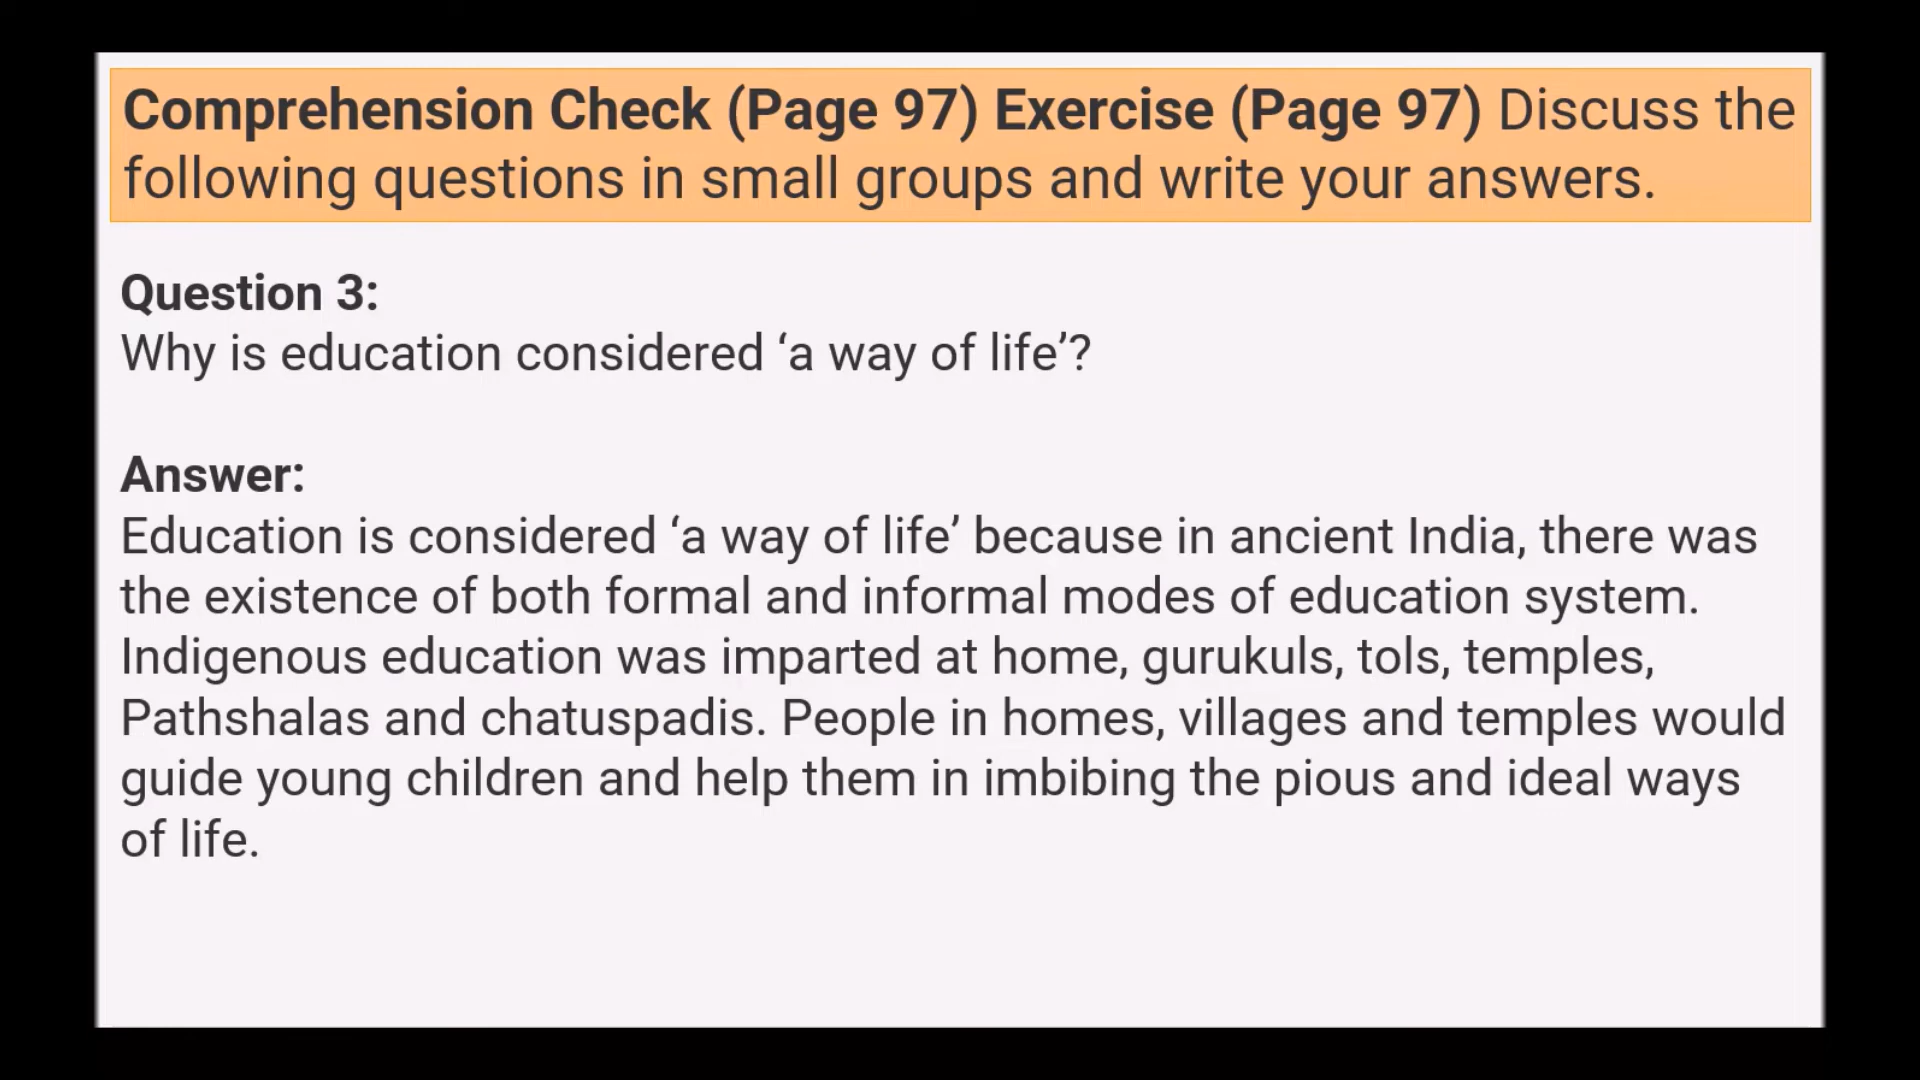 Comprehension Check (Page 97) Exercise (Page 97) Discuss the
following questions in small groups and write your answers.
Question 3:
Why is education considered ‘a way of life’?
Answer:
Education is considered ‘a way of life’ because in ancient India, there was
the existence of both formal and informal modes of education system.
Indigenous education was imparted at home, gurukuls, tols, temples,
Pathshalas and chatuspadis. People in homes, villages and temples would
guide young children and help them in imbibing the pious and ideal ways
of life.